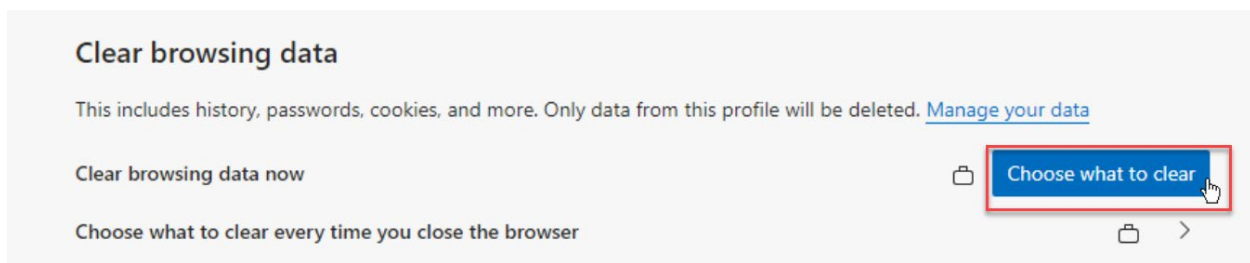 Clear browsing data
This includes history, passwords, cookies, and more. Only data from this profile will be deleted. Manage your data
Clear browsing data now
Choose what to clear
Choose what to clear every time you close the browser